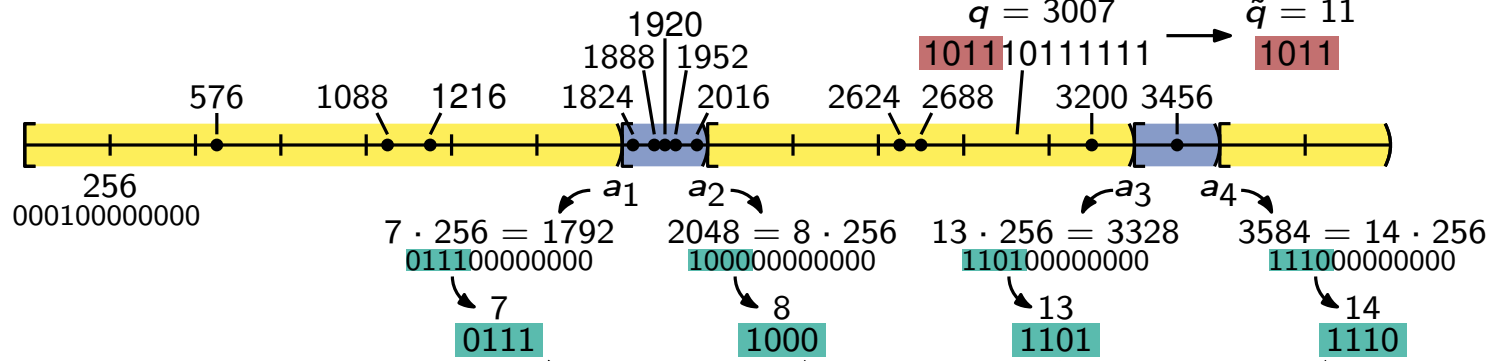 q = 3007 q̃ = 11
1920
1888 1952 101110111111 1011
576 1088 1216 1824 2016 2624 2688 3200 3456
256 a1 a2 a3 a4
000100000000
7 · 256 = 1792 2048 = 8 · 256 13 · 256 = 3328 3584 = 14 · 256
011100000000 100000000000 110100000000 111000000000
7 8 13 14
0111 1000 1101 1110